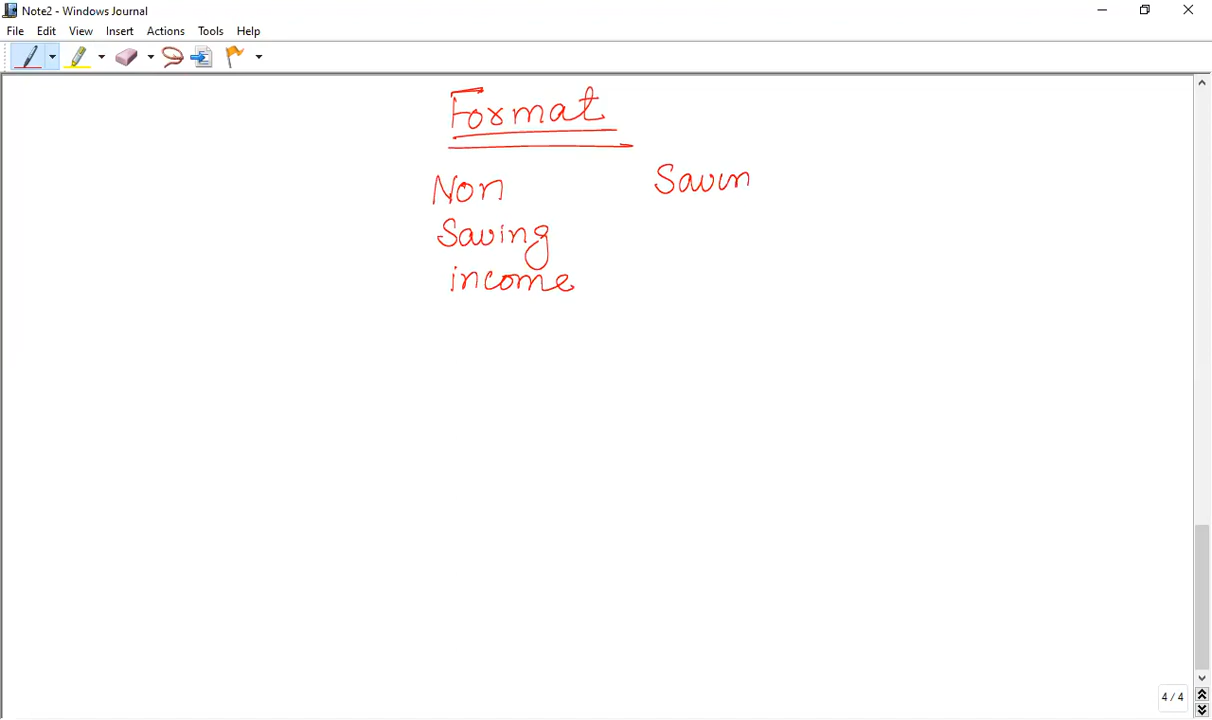 Note2 - Windows Journal
File Edit View Insert Actions Tools Help
Format
Non Savin
Saving
income
4 / 4